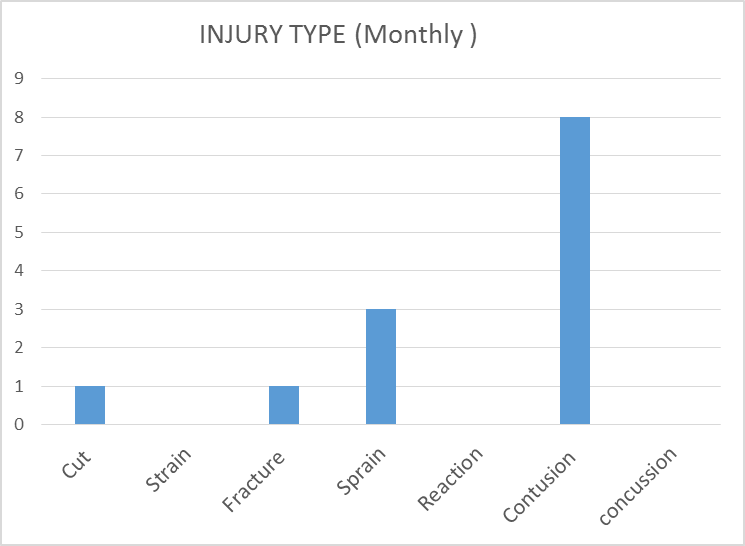 INJURY TYPE (Monthly )
9
8
7
6
5
4
3
2
1
0
Cut
Strain
Fracture
Sprain
Reaction
Contusion
concussion